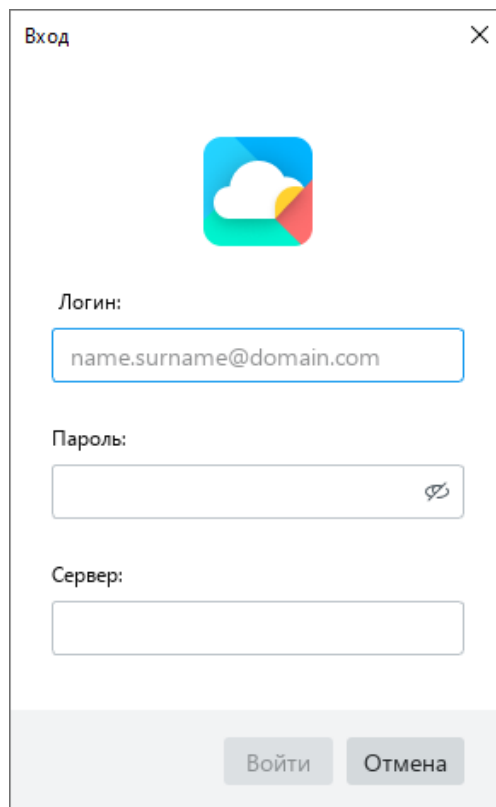 Вход
Логин:
name.surname@domain.com
Пароль:
Сервер:
Войти Отмена